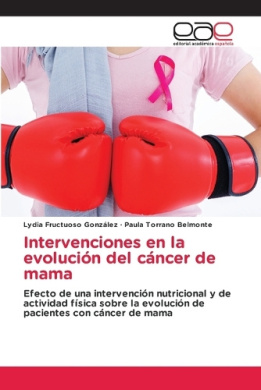 eae
editorial académica española
Lydia Fructuoso González · Paula Torrano Belmonte
Intervenciones en la
evolución del cáncer de
mama
Efecto de una intervención nutricional y de
actividad física sobre la evolución de
pacientes con cáncer de mama